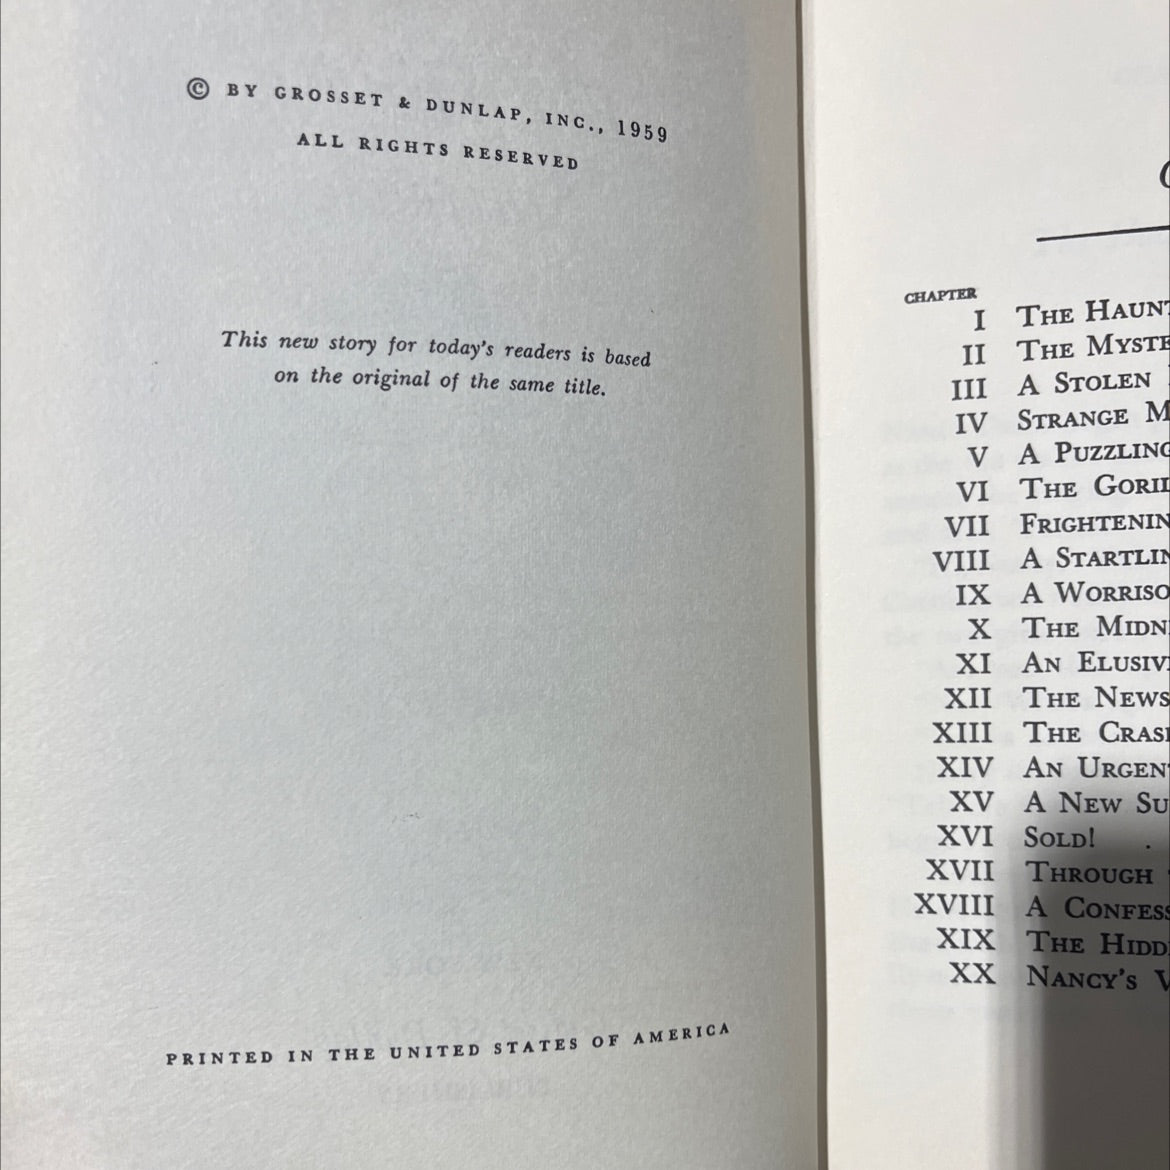 © BY GROSSET & DUNLAP, INC., 1959
ALL RIGHTS RESERVED
This new story for today's readers is based
on the original of the same title.
PRINTED IN THE UNITED STATES OF AMERICA
CHAPTER
I THE HAUNT
II THE MYSTE
III A STOLEN
IV STRANGE M
V A PUZZLING
VI THE GORIL
VII FRIGHTENIN
VIII A STARTLIN
IX A WORRISO
X THE MIDN
XI AN ELUSIV
XII THE NEWS
XIII THE CRAS
XIV AN URGEN
XV A NEW SU
XVI SOLD! .
XVII THROUGH
XVIII A CONFESS
XIX THE HIDD
XX NANCY'S V